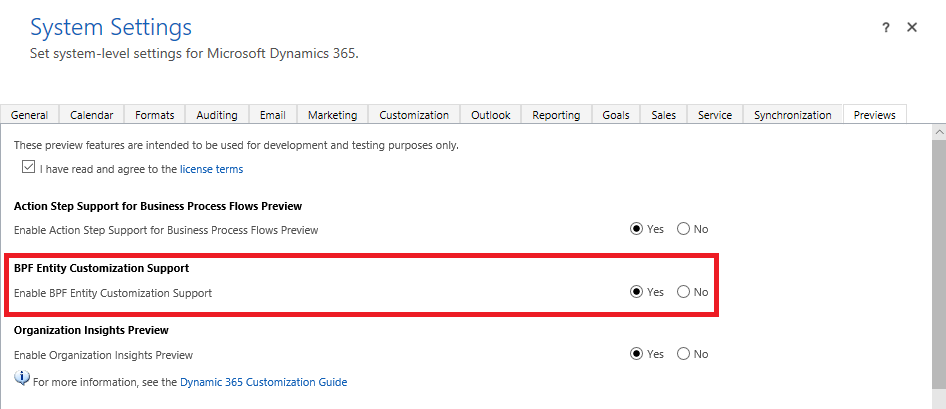 System Settings
? ×
Set system-level settings for Microsoft Dynamics 365.
General Calendar Formats Auditing Email Marketing Customization Outlook Reporting Goals Sales Service Synchronization Previews
These preview features are intended to be used for development and testing purposes only.
I have read and agree to the license terms
Action Step Support for Business Process Flows Preview
Enable Action Step Support for Business Process Flows Preview Yes No
BPF Entity Customization Support
Enable BPF Entity Customization Support Yes No
Organization Insights Preview
Enable Organization Insights Preview Yes No
For more information, see the Dynamic 365 Customization Guide